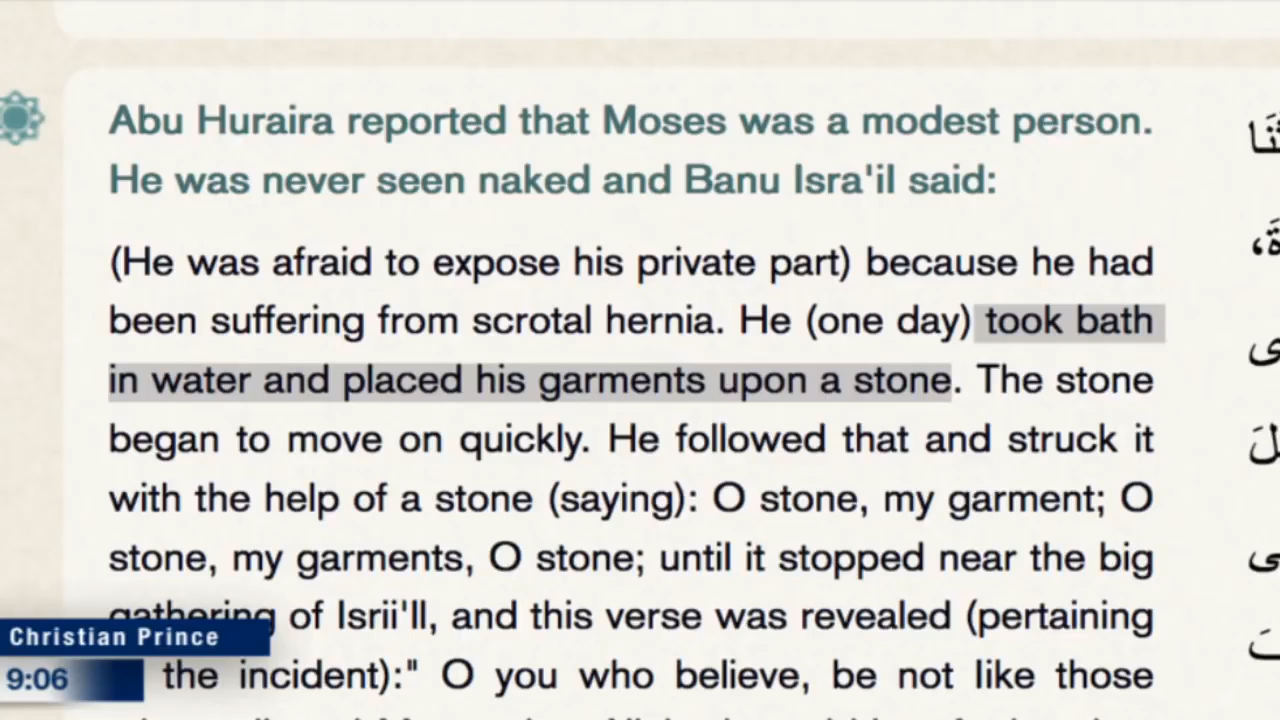 Abu Huraira reported that Moses was a modest person.
He was never seen naked and Banu Isra'il said:
(He was afraid to expose his private part) because he had
been suffering from scrotal hernia. He (one day) took bath
in water and placed his garments upon a stone. The stone
began to move on quickly. He followed that and struck it
with the help of a stone (saying): O stone, my garment; O
stone, my garments, O stone; until it stopped near the big
gathering of Isrii'll, and this verse was revealed (pertaining
the incident):" O you who believe, be not like those
Christian Prince
9:06